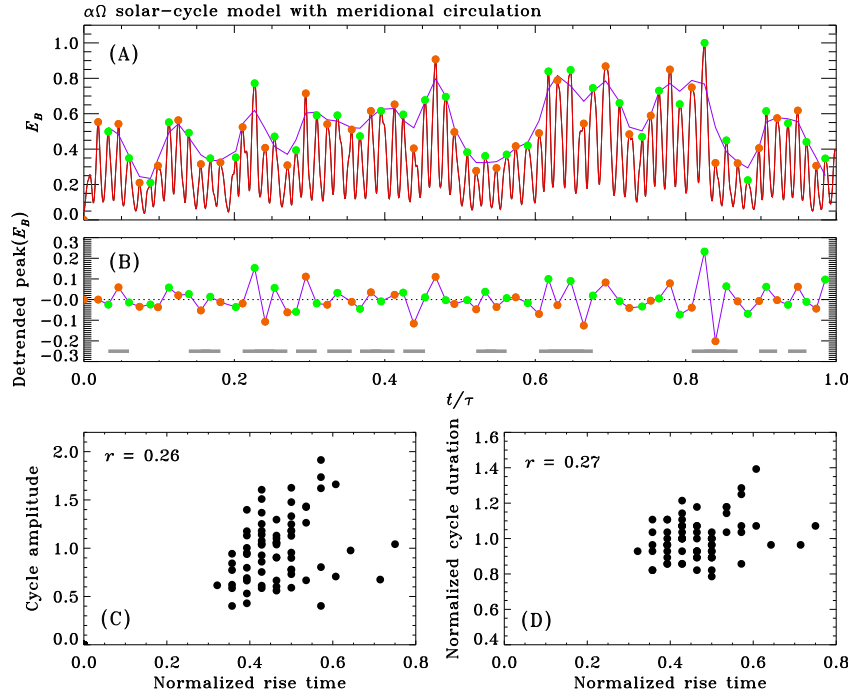 αΩ solar−cycle model with meridional circulation
(A)
E_B
1.0
0.8
0.6
0.4
0.2
0.0
(B)
Detrended peak(E_B)
0.3
0.2
0.1
−0.0
−0.1
−0.2
−0.3
0.0 0.2 0.4 0.6 0.8 1.0
t/τ
(C)
r = 0.26
Cycle amplitude
2.0
1.5
1.0
0.5
0.0
0.0 0.2 0.4 0.6 0.8
Normalized rise time
(D)
r = 0.27
Normalized cycle duration
1.6
1.4
1.2
1.0
0.8
0.6
0.4
0.0 0.2 0.4 0.6 0.8
Normalized rise time